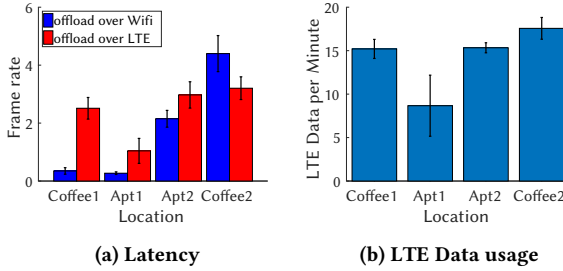 offload over Wifi
offload over LTE
Frame rate
6
4
2
0
Coffee1 Apt1 Apt2 Coffee2
Location
(a) Latency
LTE Data per Minute
20
15
10
5
0
Coffee1 Apt1 Apt2 Coffee2
Location
(b) LTE Data usage